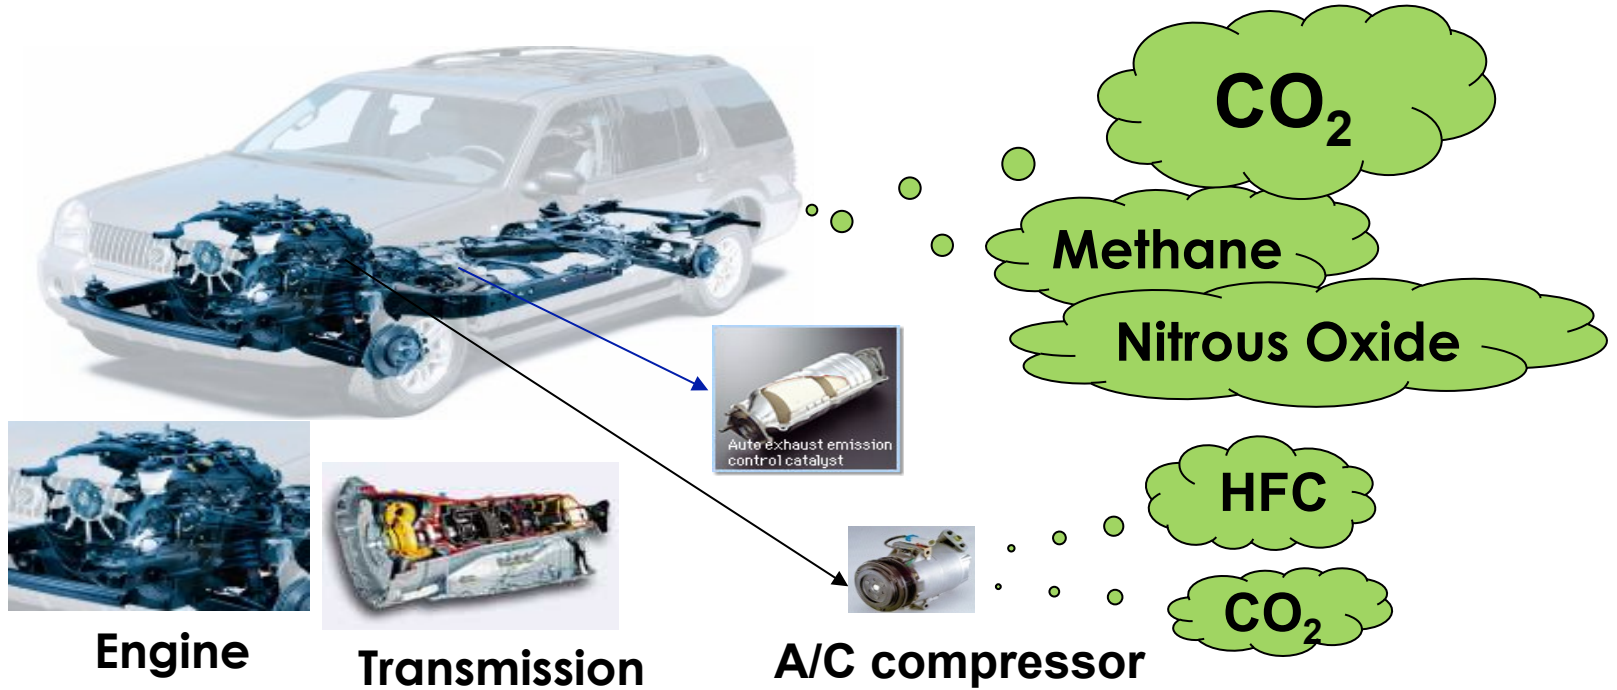 CO₂
Methane
Nitrous Oxide
Auto exhaust emission
control catalyst
HFC
CO₂
Engine
Transmission
A/C compressor